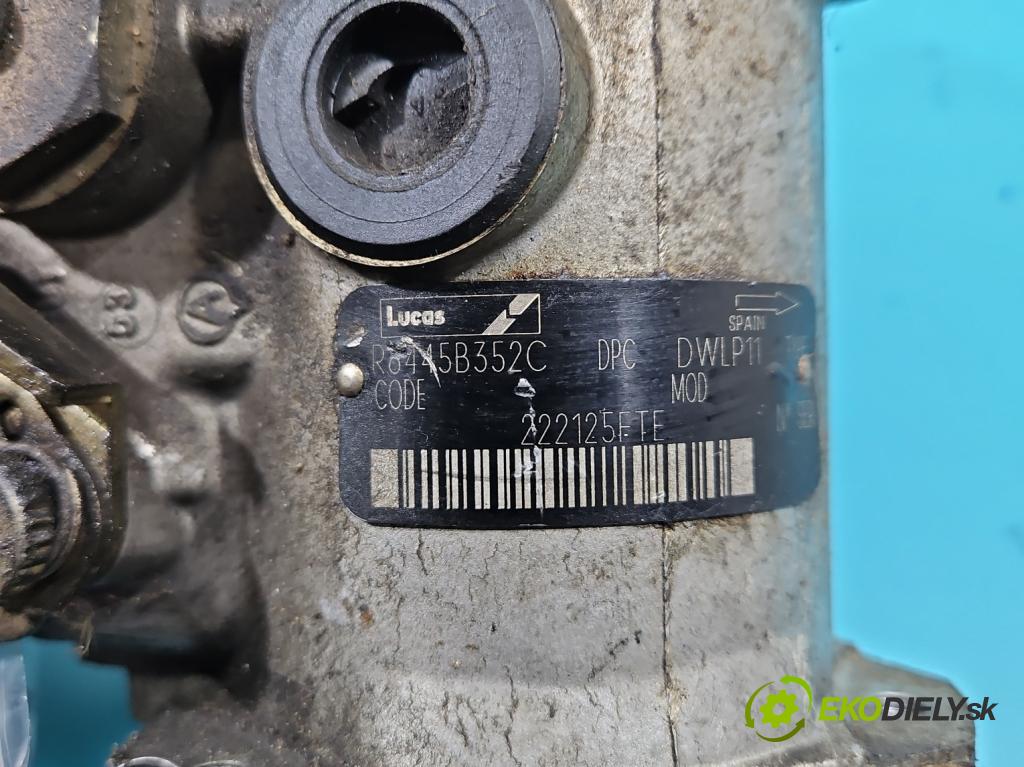 Lucas
SPAIN
R8445B352C DPC DWLP11
CODE MOD
222125FTE
EKODIELY.sk